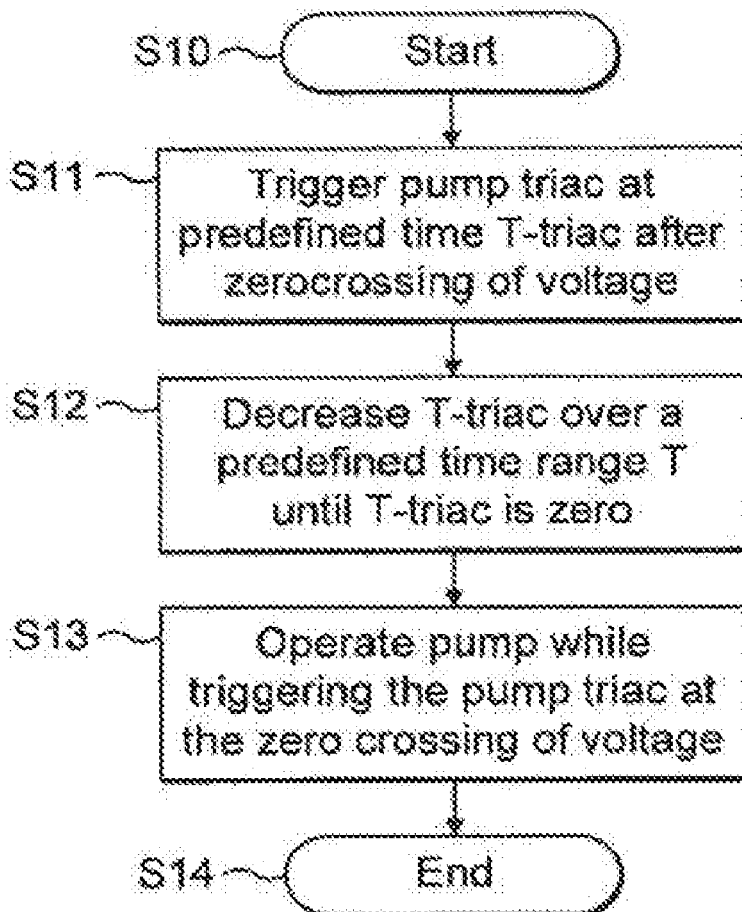 S10
Start
S11
Trigger pump triac at
predefined time T-triac after
zerocrossing of voltage
S12
Decrease T-triac over a
predefined time range T
until T-triac is zero
S13
Operate pump while
triggering the pump triac at
the zero crossing of voltage
S14
End